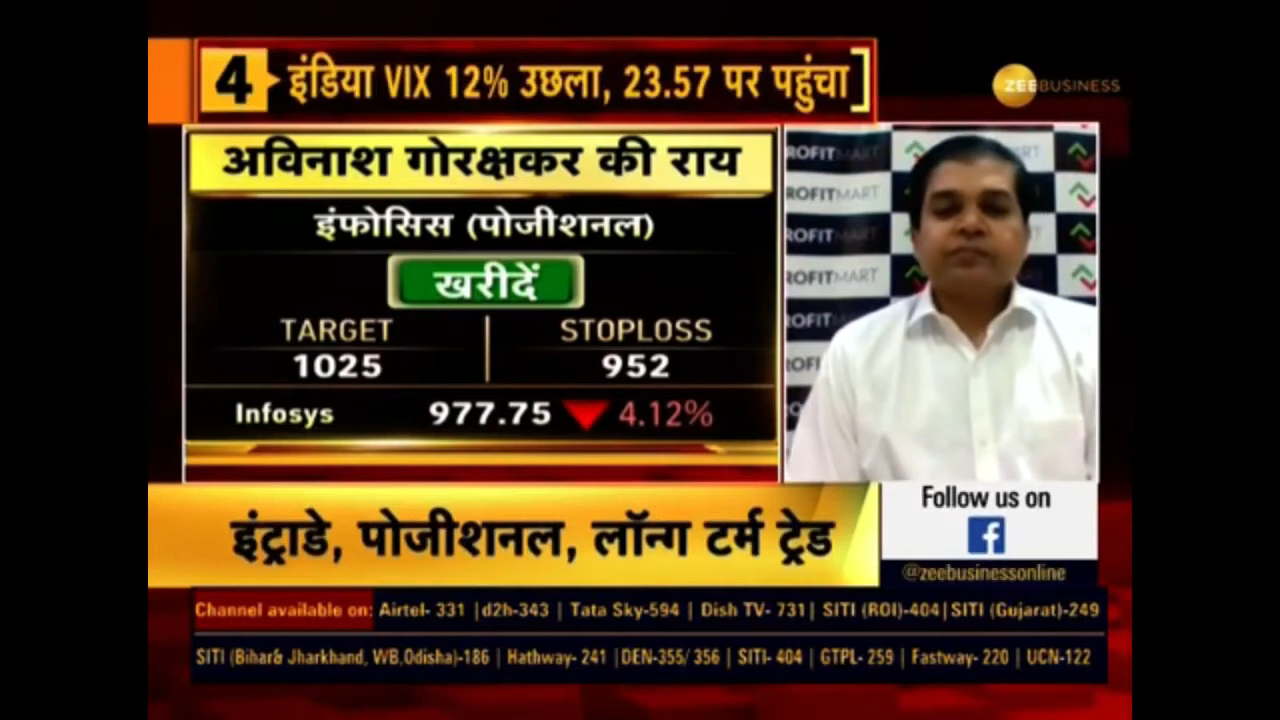 4 इंडिया VIX 12% उछला, 23.57 पर पहुंचा
ZEEBUSINESS
अविनाश गोरक्षकर की राय
इंफोसिस (पोजीशनल)
खरीदें
TARGET STOPLOSS
1025 952
Infosys 977.75 4.12%
ROFITMART
ROFITMART
ROFITMART
ROFITMART
ROFIT
इंट्राडे, पोजीशनल, लॉन्ग टर्म ट्रेड
Follow us on
@zeebusinessonline
Channel available on: Airtel- 331 |d2h-343 | Tata Sky-594 | Dish TV- 731| SITI (ROI)-404| SITI (Gujarat)-249
SITI (Bihar& Jharkhand, WB,Odisha)-186 | Hathway- 241 |DEN-355/ 356 | SITI- 404 | GTPL- 259 | Fastway- 220 | UCN-122